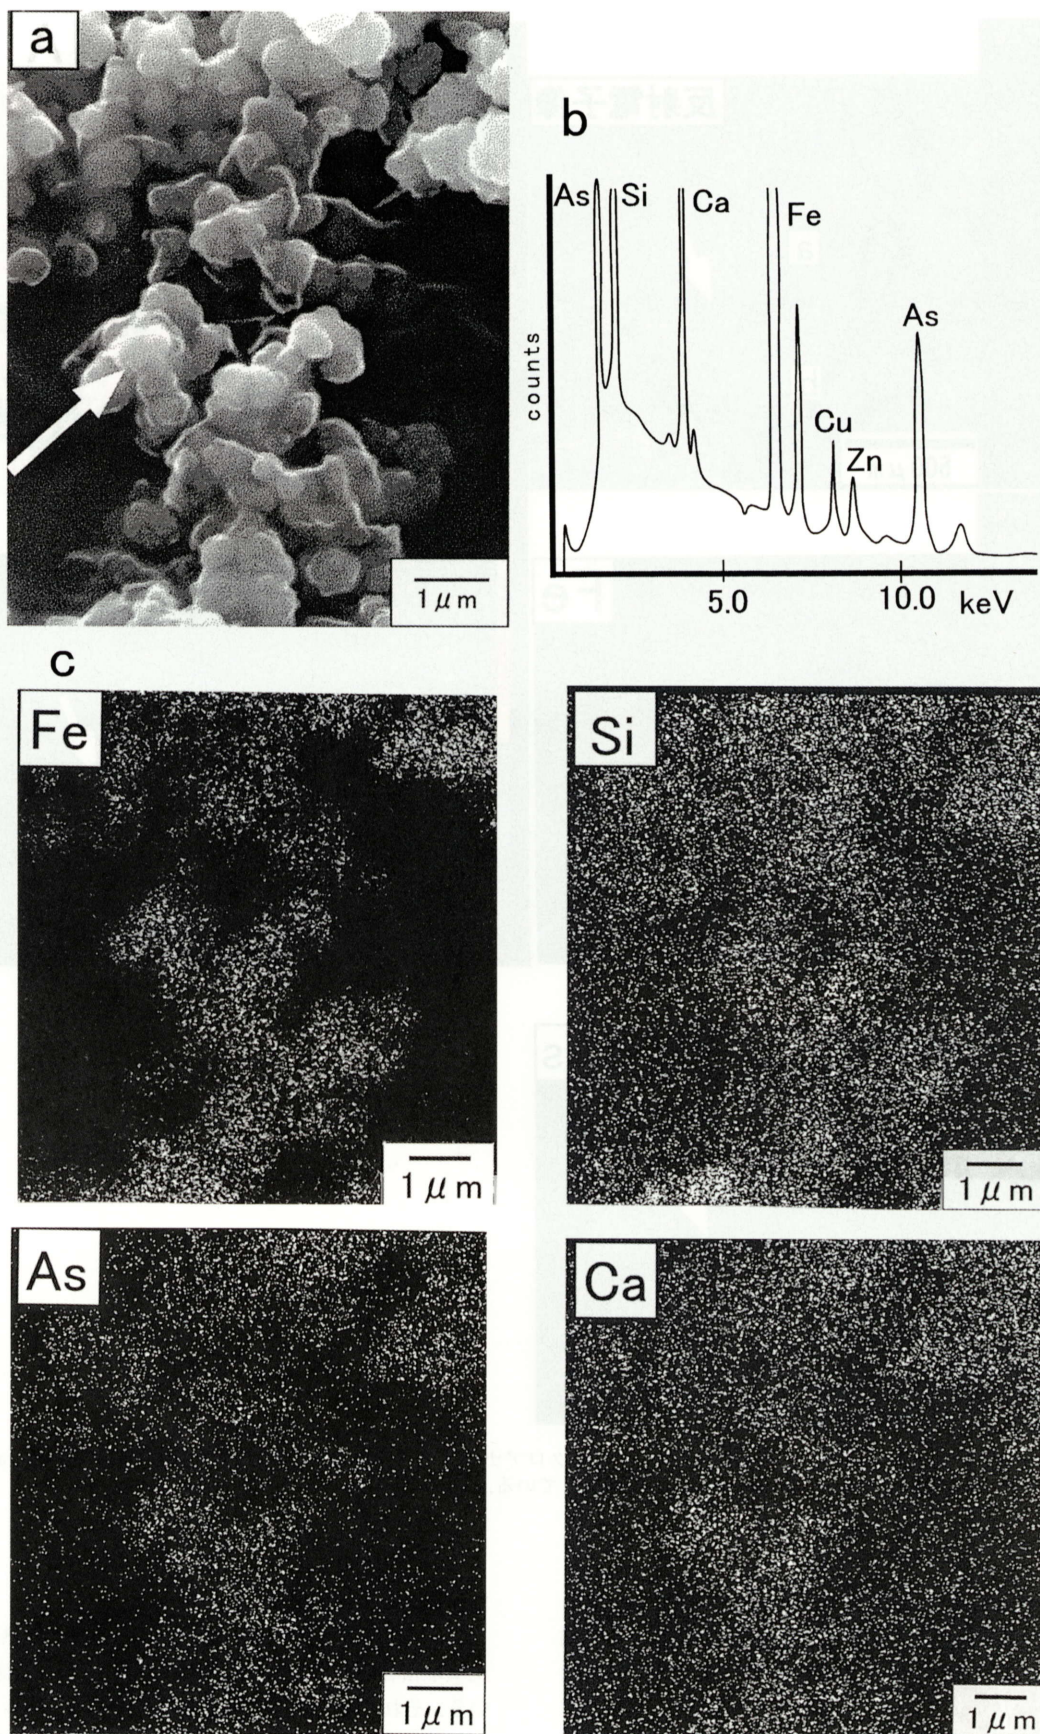 a
1 μm
b
As Si Ca Fe
As
Cu
Zn
counts
5.0 10.0 keV
c
Fe
1 μm
Si
1 μm
As
1 μm
Ca
1 μm